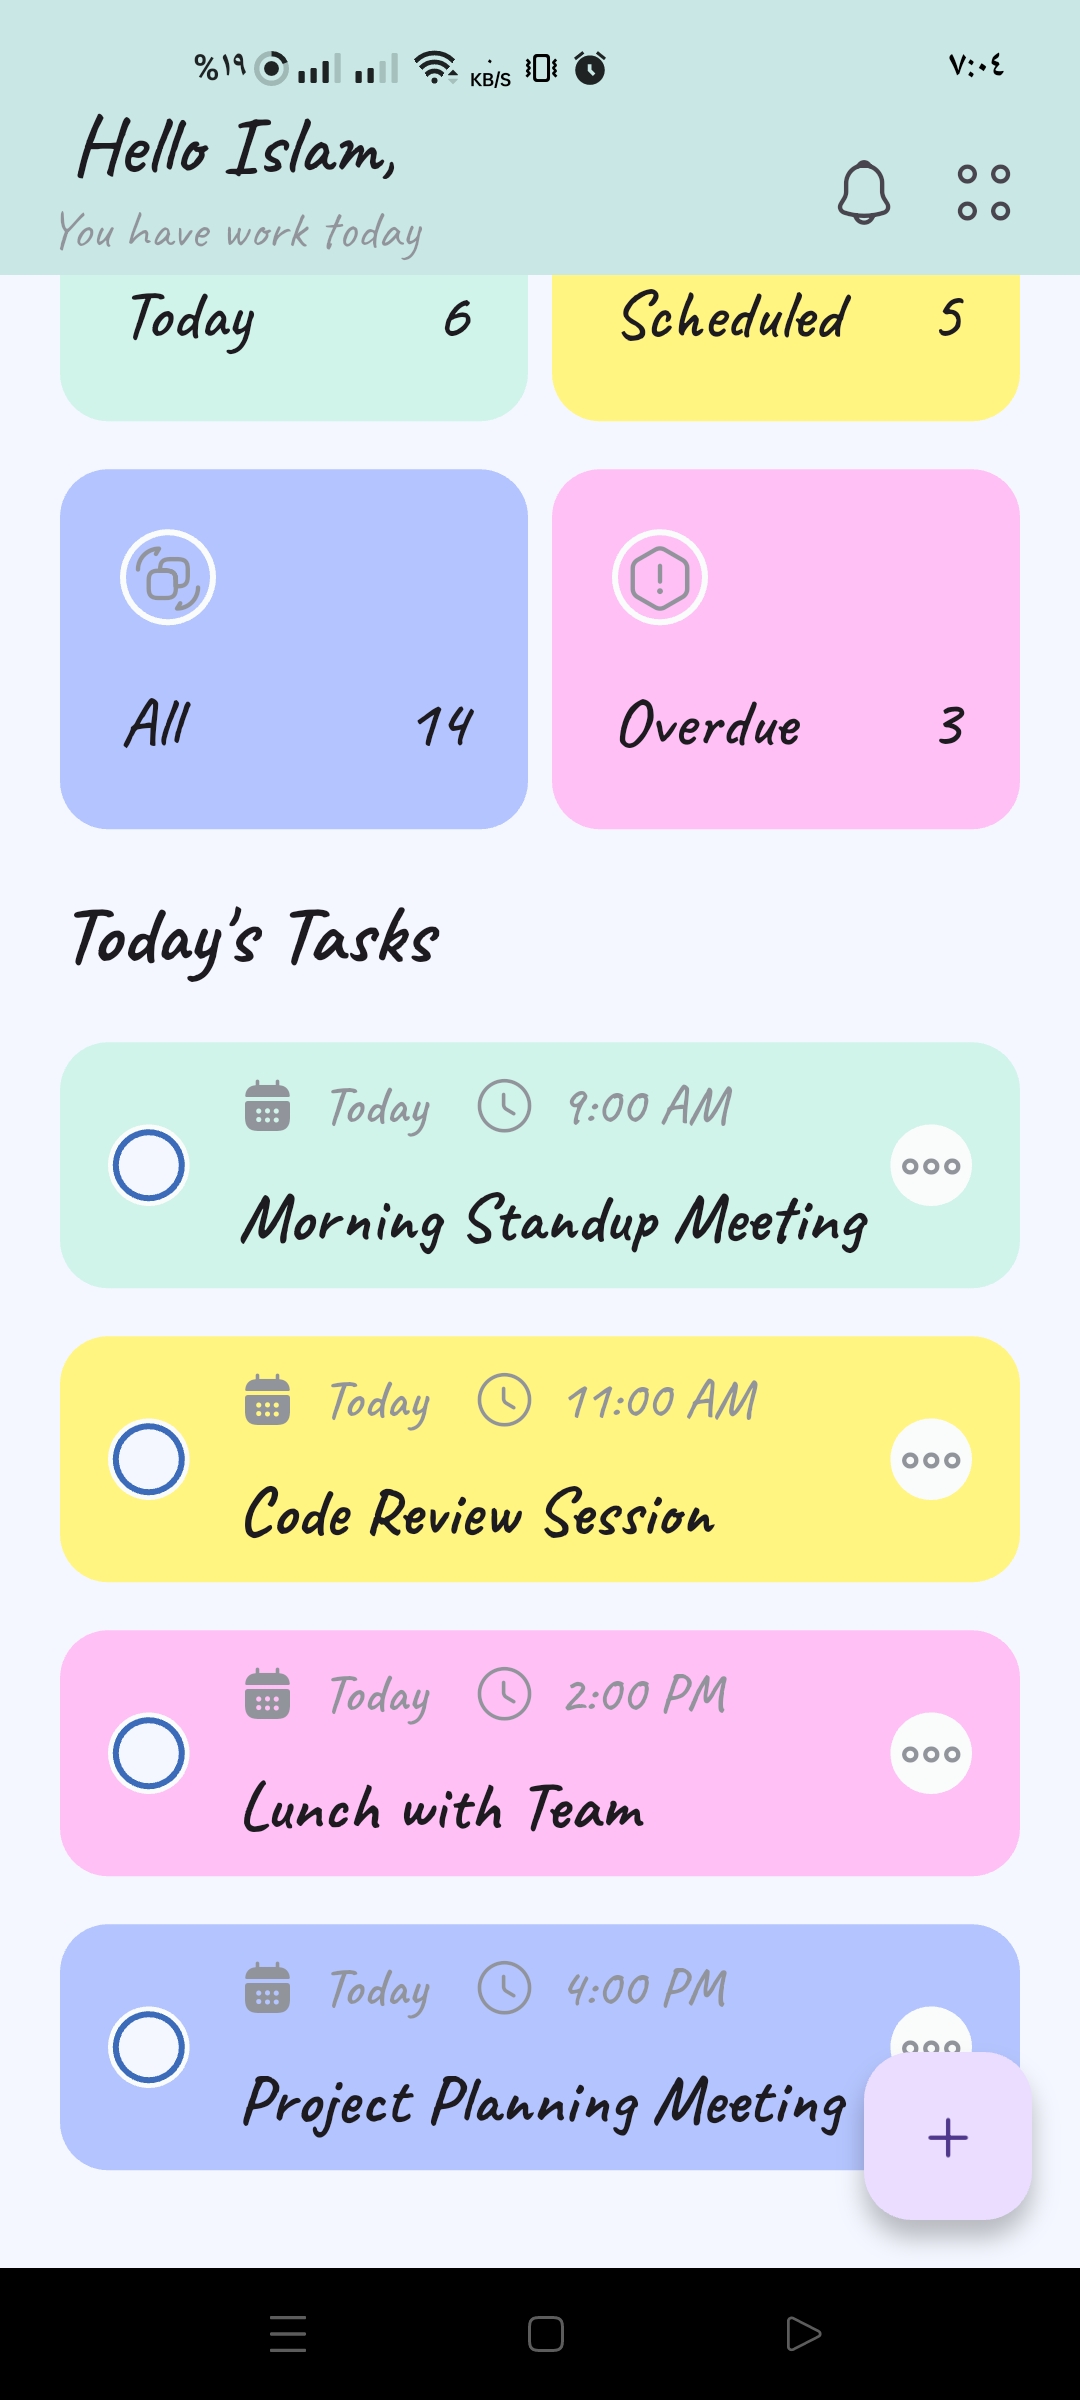 %١٩ KB/S ٧:٠٤
Hello Islam,
You have work today
Today 6
Scheduled 5
All 14
Overdue 3
Today's Tasks
Today 9:00 AM
Morning Standup Meeting
Today 11:00 AM
Code Review Session
Today 2:00 PM
Lunch with Team
Today 4:00 PM
Project Planning Meeting